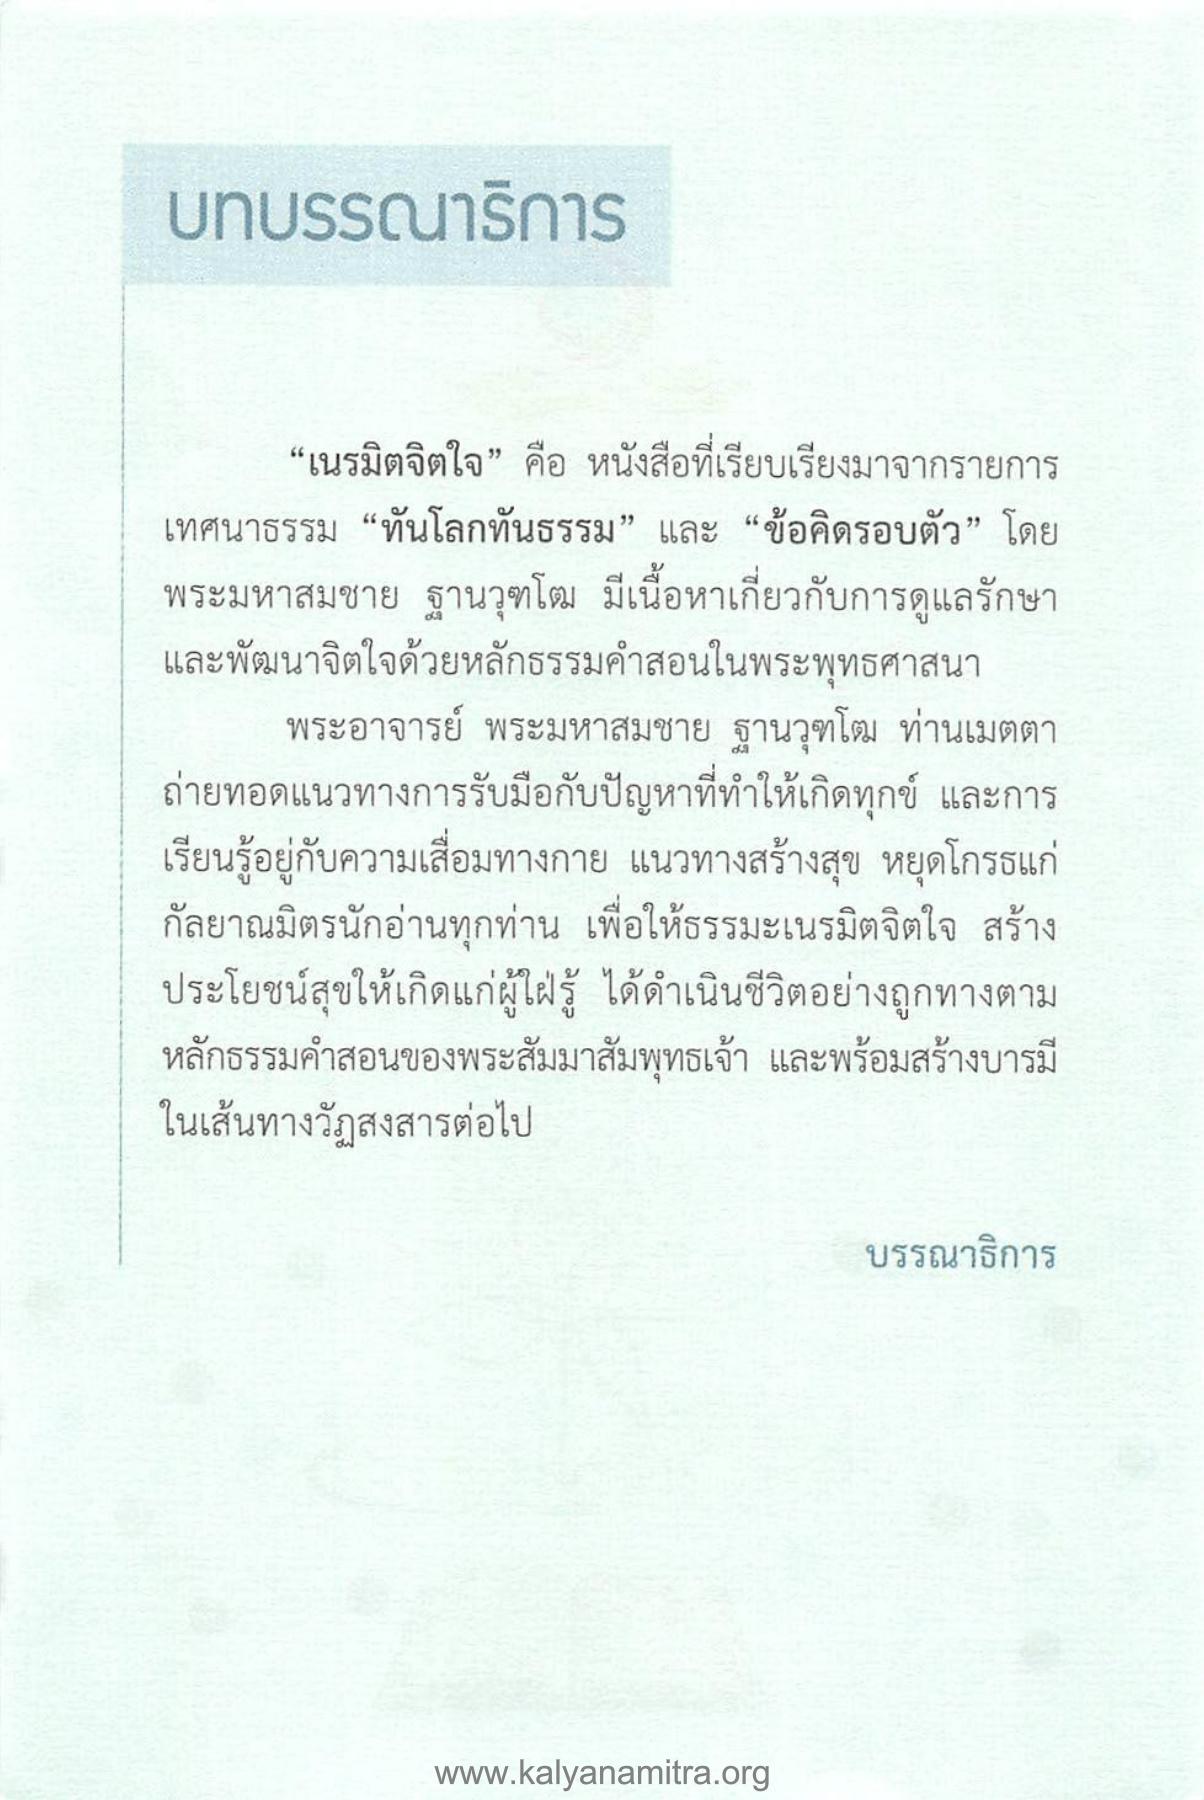 บทบรรณาธิการ
“เนรมิตจิตใจ” คือ หนังสือที่เรียบเรียงมาจากรายการ
เทศนาธรรม “ทันโลกทันธรรม” และ “ข้อคิดรอบตัว” โดย
พระมหาสมชาย ฐานวุฑโฒ มีเนื้อหาเกี่ยวกับการดูแลรักษา
และพัฒนาจิตใจด้วยหลักธรรมคำสอนในพระพุทธศาสนา
พระอาจารย์ พระมหาสมชาย ฐานวุฑโฒ ท่านเมตตา
ถ่ายทอดแนวทางการรับมือกับปัญหาที่ทำให้เกิดทุกข์ และการ
เรียนรู้อยู่กับความเสื่อมทางกาย แนวทางสร้างสุข หยุดโกรธแก่
กัลยาณมิตรนักอ่านทุกท่าน เพื่อให้ธรรมะเนรมิตจิตใจ สร้าง
ประโยชน์สุขให้เกิดแก่ผู้ใฝ่รู้ ได้ดำเนินชีวิตอย่างถูกทางตาม
หลักธรรมคำสอนของพระสัมมาสัมพุทธเจ้า และพร้อมสร้างบารมี
ในเส้นทางวัฏสงสารต่อไป
บรรณาธิการ
www.kalyanamitra.org